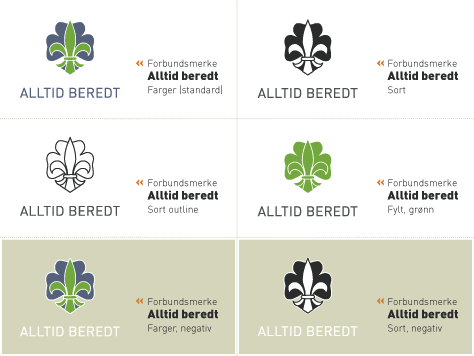 ALLTID BEREDT
« Forbundsmerke
Alltid beredt
Farger (standard)
ALLTID BEREDT
« Forbundsmerke
Alltid beredt
Sort
ALLTID BEREDT
« Forbundsmerke
Alltid beredt
Sort outline
ALLTID BEREDT
« Forbundsmerke
Alltid beredt
Fylt, grønn
ALLTID BEREDT
« Forbundsmerke
Alltid beredt
Farger, negativ
ALLTID BEREDT
« Forbundsmerke
Alltid beredt
Sort, negativ